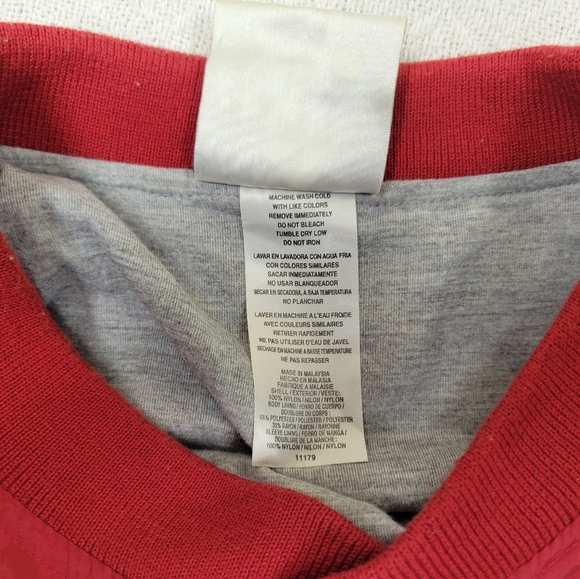 MACHINE WASH COLD
WITH LIKE COLORS
REMOVE IMMEDIATELY
DO NOT BLEACH
TUMBLE DRY LOW
DO NOT IRON
LAVAR EN LAVADORA CON AGUA FRIA
CON COLORES SIMILARES
SACAR INMEDIATAMENTE
NO USAR BLANQUEADOR
SECAR EN SECADORA, A BAJA TEMPERATURA
NO PLANCHAR
LAVER EN MACHINE A L'EAU FROIDE
AVEC COULEURS SIMILAIRES
RETIRER RAPIDEMENT
NE PAS UTILISER D'EAU DE JAVEL
SECHAGE EN MACHINE A BASSE TEMPERATURE
NE PAS REPASSER
MADE IN MALAYSIA
HECHO EN MALASIA
FABRIQUE A MALAISIE
SHELL / EXTERIOR / VESTE:
100% NYLON / NILON / NYLON
BODY LINING / FORRO DE CUERPO /
DOUBLURE DU CORPS:
65% POLYESTER / POLIESTER / POLYESTER
35% RAYON / RAYON / RAYONNE
SLEEVE LINING / FORRO DE MANGA /
DOUBLURE DE LA MANCHE
100% NYLON / NILON / NYLON
11179